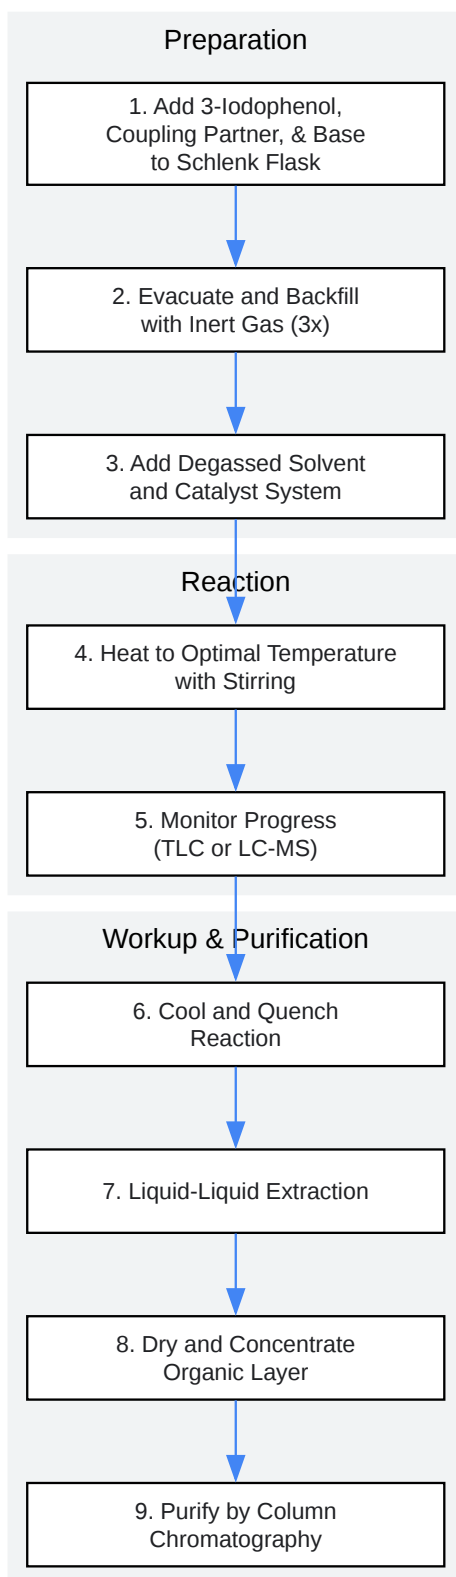 Preparation
1. Add 3-Iodophenol,
Coupling Partner, & Base
to Schlenk Flask
2. Evacuate and Backfill
with Inert Gas (3x)
3. Add Degassed Solvent
and Catalyst System
Reaction
4. Heat to Optimal Temperature
with Stirring
5. Monitor Progress
(TLC or LC-MS)
Workup & Purification
6. Cool and Quench
Reaction
7. Liquid-Liquid Extraction
8. Dry and Concentrate
Organic Layer
9. Purify by Column
Chromatography